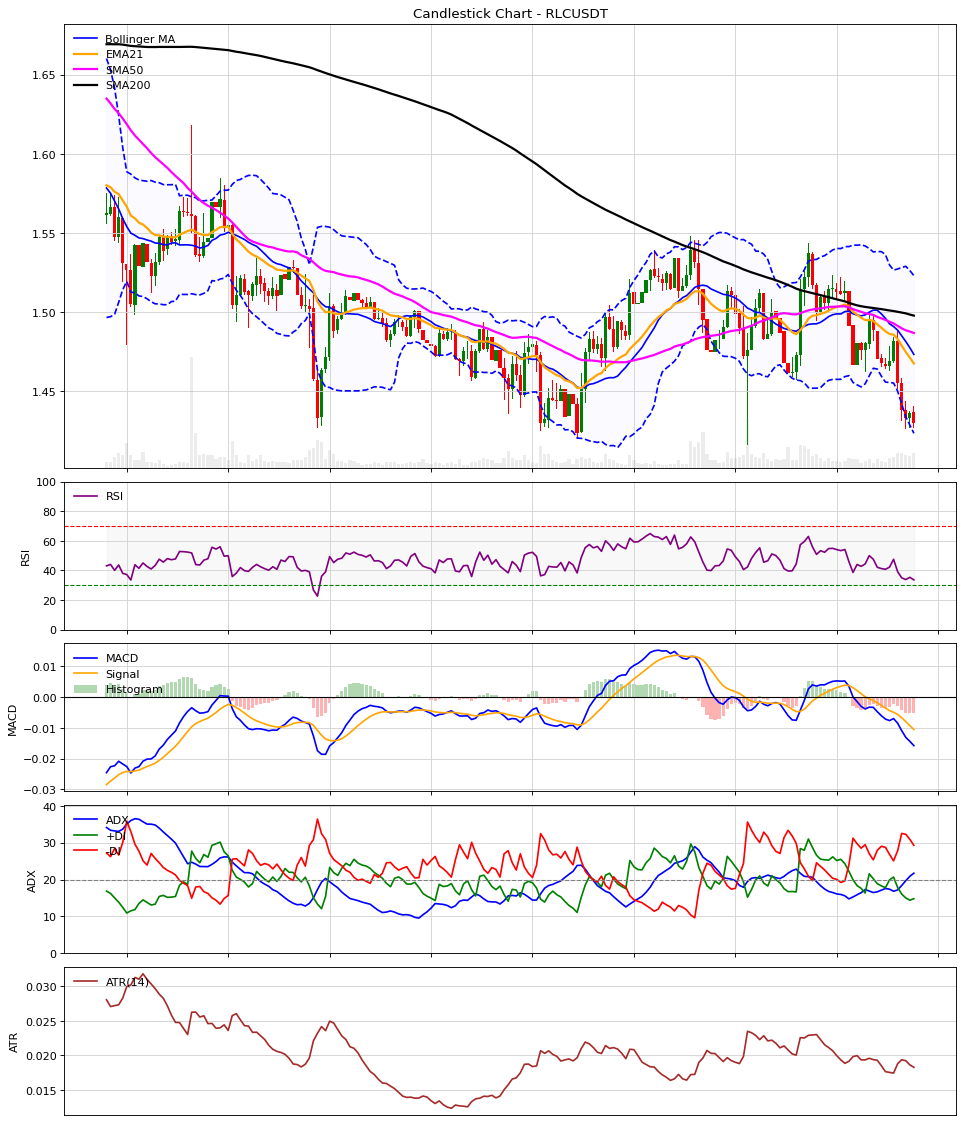 Candlestick Chart - RLCUSDT
Bollinger MA
EMA21
SMA50
SMA200
1.65
1.60
1.55
1.50
1.45
RSI
100
80
60
40
20
0
RSI
MACD
Signal
Histogram
0.01
0.00
−0.01
−0.02
−0.03
MACD
ADX
+DI
-DI
40
30
20
10
0
ADX
ATR(14)
0.030
0.025
0.020
0.015
ATR